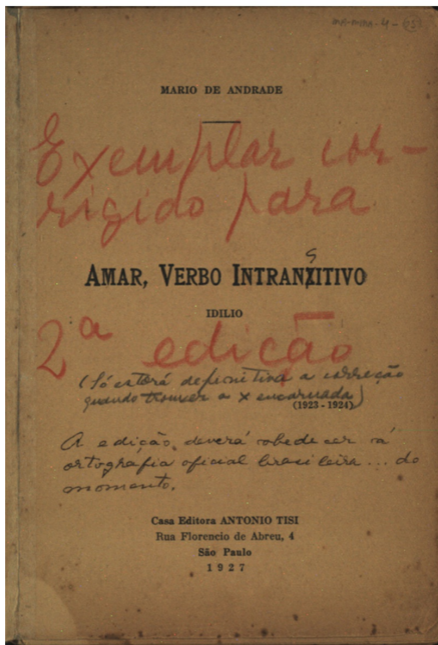 MARIO DE ANDRADE
Exemplar cor-
rigido para
AMAR, VERBO INTRANZITIVO
s
IDILIO
2ª edição
(Só estará definitiva a correção
quando trouxer a x encarnada)
(1923 - 1924)
A edição deverá obedecer á
ortografia oficial brasileira... do
momento.
Casa Editora ANTONIO TISI
Rua Florencio de Abreu, 4
São Paulo
1927